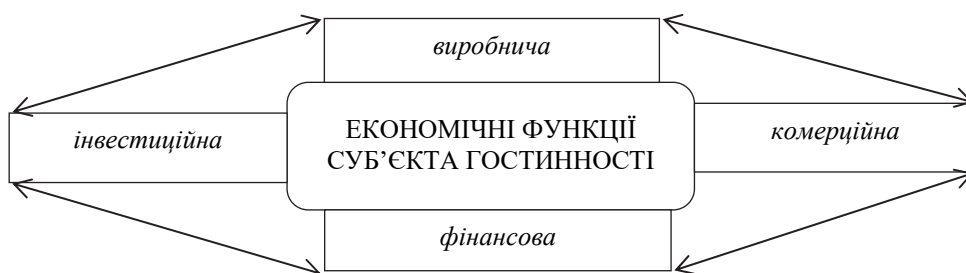 виробнича
інвестиційна
ЕКОНОМІЧНІ ФУНКЦІЇ
СУБ’ЄКТА ГОСТИННОСТІ
комерційна
фінансова